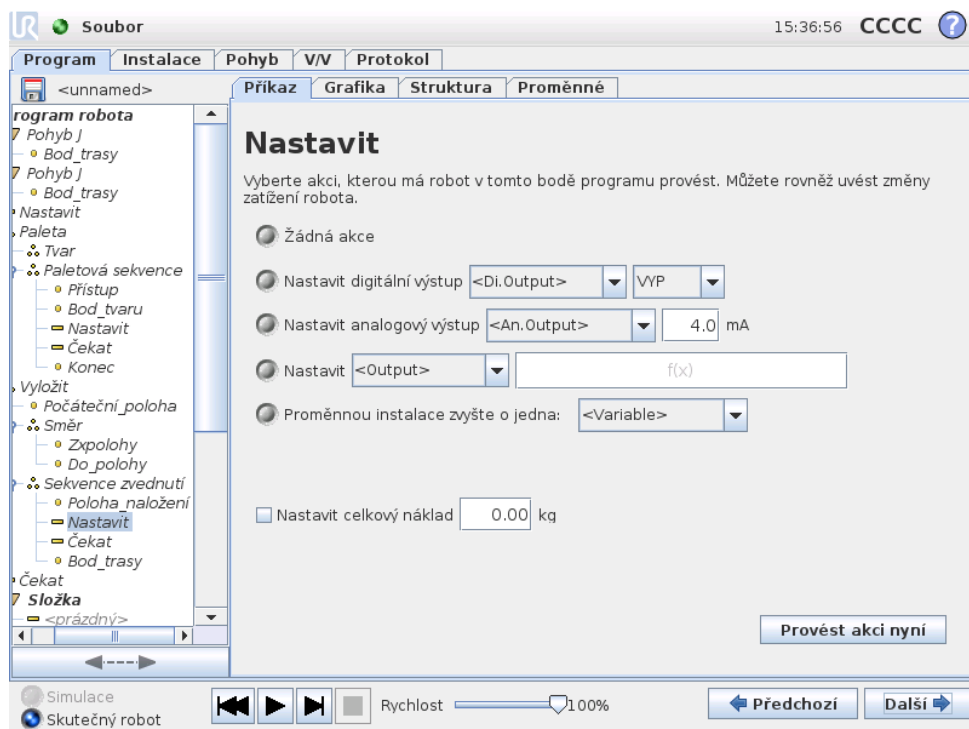 UR Soubor 15:36:56 CCCC ?
Program Instalace Pohyb V/V Protokol
<unnamed>
Příkaz Grafika Struktura Proměnné
rogram robota
Pohyb J
Bod_trasy
Pohyb J
Bod_trasy
Nastavit
Paleta
Tvar
Paletová sekvence
Přístup
Bod_tvaru
Nastavit
Čekat
Konec
Vyložit
Počáteční_poloha
Směr
Zxpolohy
Do_polohy
Sekvence zvednutí
Poloha_naložení
Nastavit
Čekat
Bod_trasy
Čekat
Složka
<prázdný>
Nastavit
Vyberte akci, kterou má robot v tomto bodě programu provést. Můžete rovněž uvést změny
zatížení robota.
Žádná akce
Nastavit digitální výstup <Di.Output> VYP
Nastavit analogový výstup <An.Output> 4.0 mA
Nastavit <Output> f(x)
Proměnnou instalace zvyšte o jedna: <Variable>
Nastavit celkový náklad 0.00 kg
Provést akci nyní
Simulace
Skutečný robot
Rychlost 100%
Předchozí Další